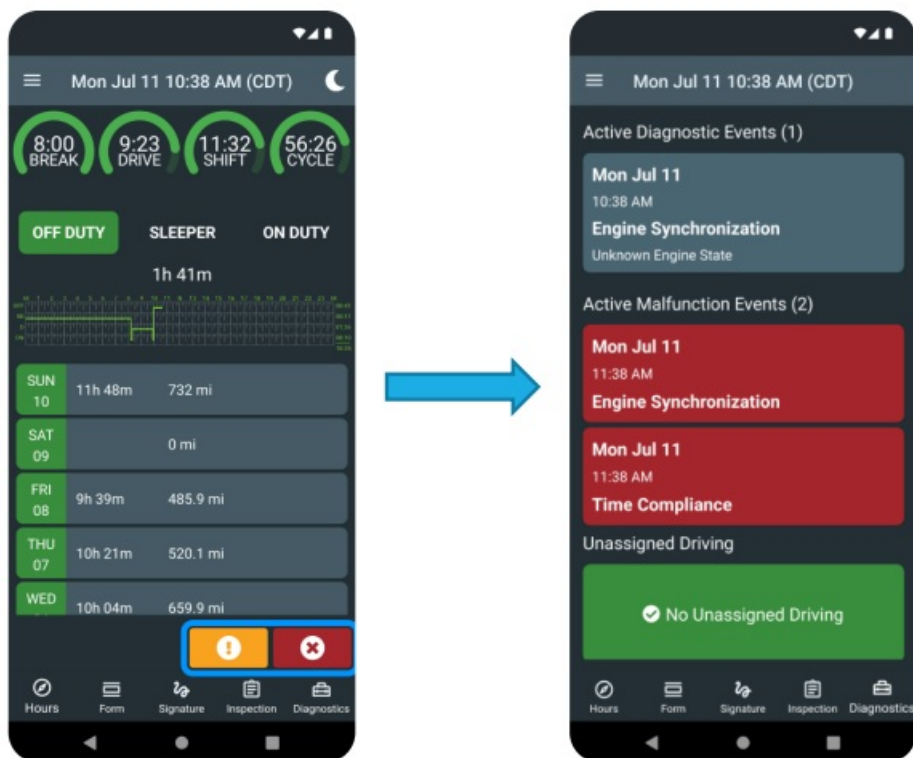 Mon Jul 11 10:38 AM (CDT)
8:00 9:23 11:32 56:26
BREAK DRIVE SHIFT CYCLE
OFF DUTY SLEEPER ON DUTY
1h 41m
SUN
10
11h 48m 732 mi
SAT
09
0 mi
FRI
08
9h 39m 485.9 mi
THU
07
10h 21m 520.1 mi
WED
10h 04m 659.9 mi
Hours Form Signature Inspection Diagnostics
Mon Jul 11 10:38 AM (CDT)
Active Diagnostic Events (1)
Mon Jul 11
10:38 AM
Engine Synchronization
Unknown Engine State
Active Malfunction Events (2)
Mon Jul 11
11:38 AM
Engine Synchronization
Mon Jul 11
11:38 AM
Time Compliance
Unassigned Driving
No Unassigned Driving
Hours Form Signature Inspection Diagnostics